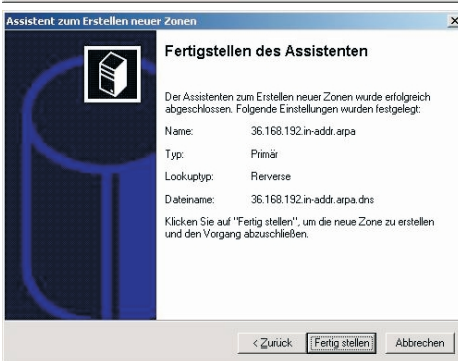 Assistent zum Erstellen neuer Zonen
Fertigstellen des Assistenten
Der Assistenten zum Erstellen neuer Zonen wurde erfolgreich
abgeschlossen. Folgende Einstellungen wurden festgelegt:
Name: 36.168.192.in-addr.arpa
Typ: Primär
Lookuptyp: Rerverse
Dateiname: 36.168.192.in-addr.arpa.dns
Klicken Sie auf "Fertig stellen", um die neue Zone zu erstellen
und den Vorgang abzuschließen.
< Zurück Fertig stellen Abbrechen